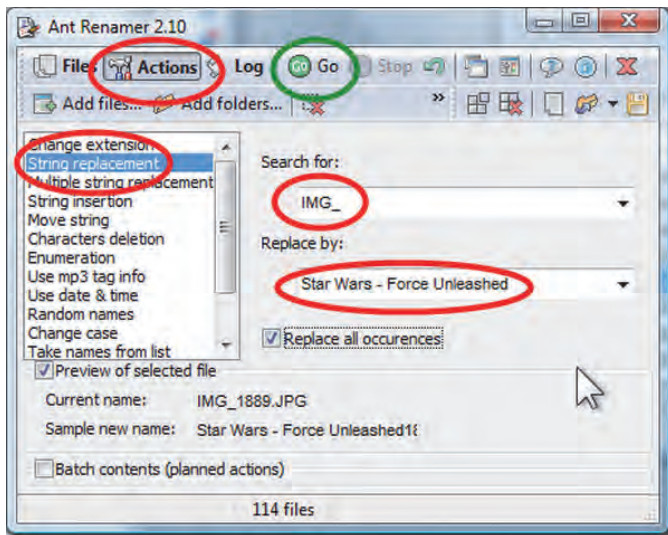 Ant Renamer 2.10
Files Actions Log Go Stop
Add files... Add folders... »
Change extension
String replacement
Multiple string replacement
String insertion
Move string
Characters deletion
Enumeration
Use mp3 tag info
Use date & time
Random names
Change case
Take names from list
Search for:
IMG_
Replace by:
Star Wars - Force Unleashed
Replace all occurences
Preview of selected file
Current name: IMG_1889.JPG
Sample new name: Star Wars - Force Unleashed18
Batch contents (planned actions)
114 files